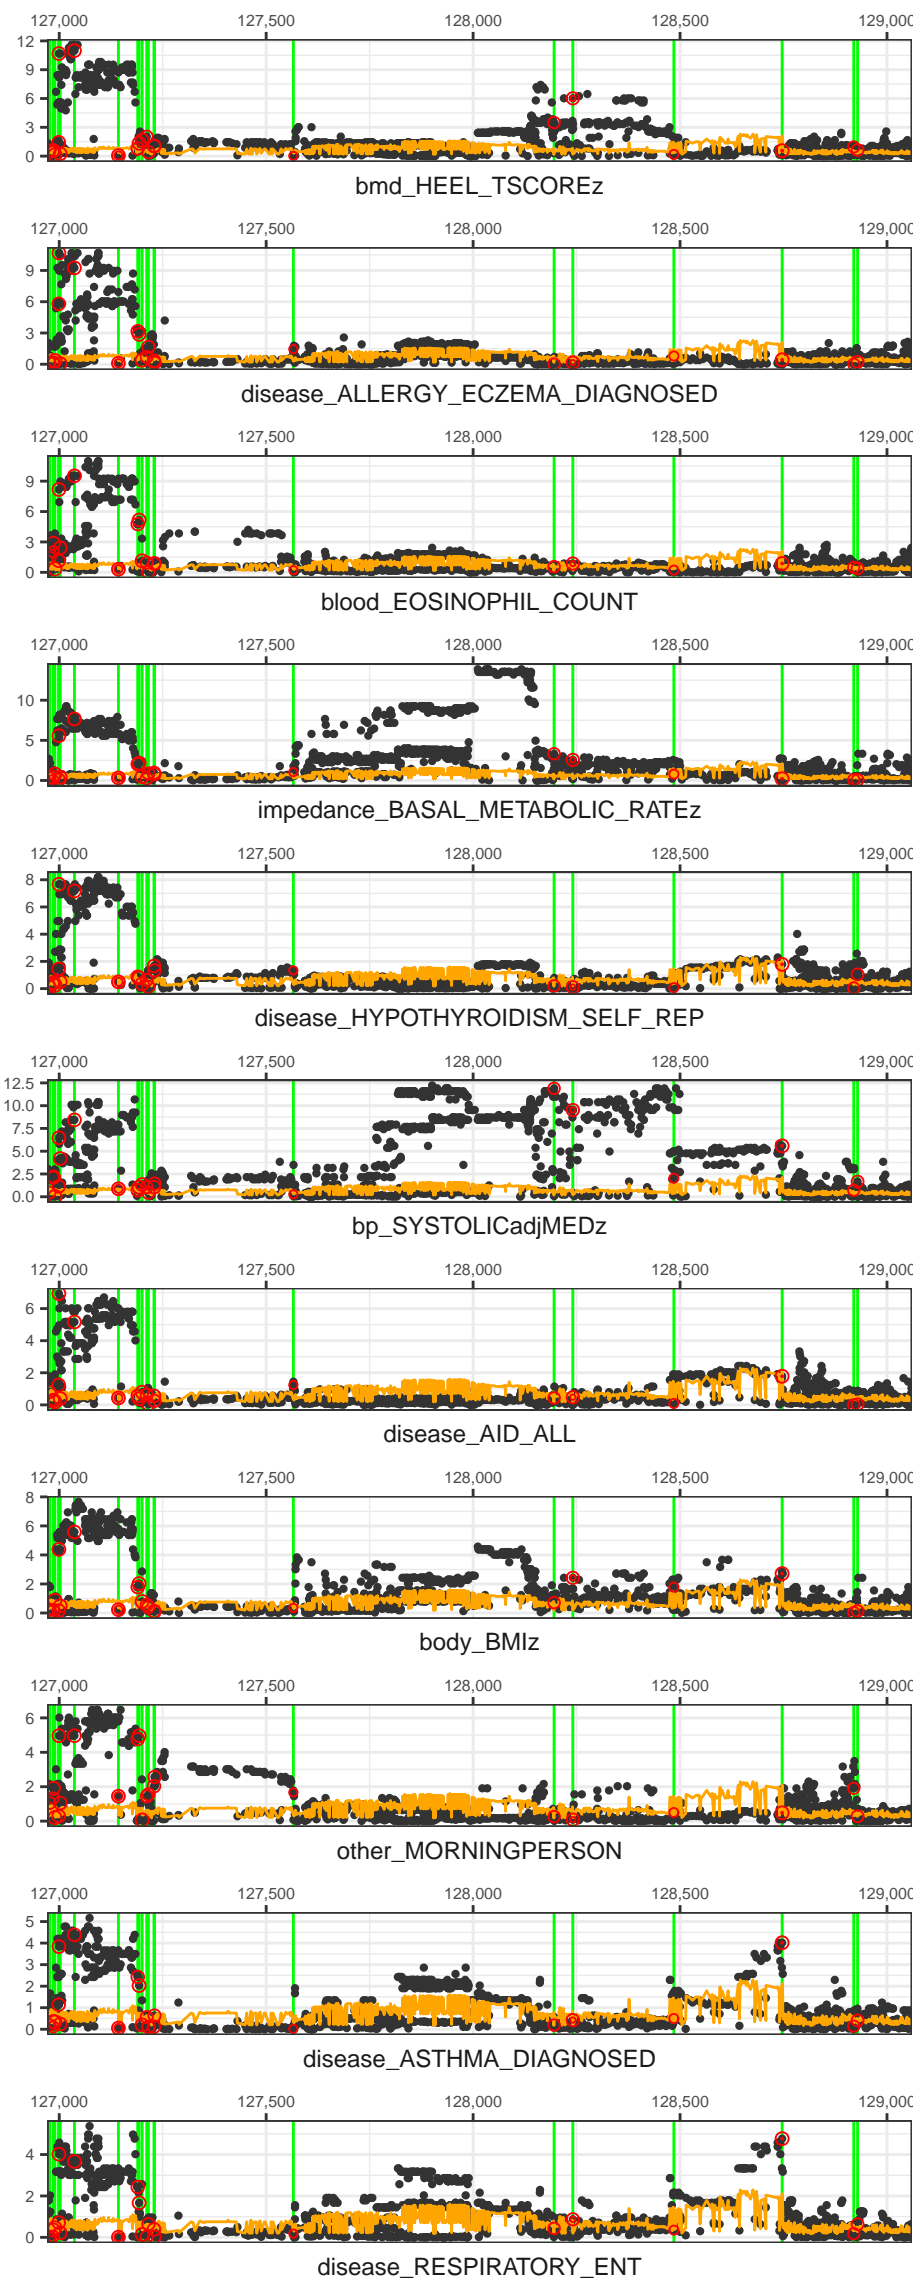 127,000 127,500 128,000 128,500 129,000
12
9
6
3
0
bmd_HEEL_TSCOREz
127,000 127,500 128,000 128,500 129,000
9
6
3
0
disease_ALLERGY_ECZEMA_DIAGNOSED
127,000 127,500 128,000 128,500 129,000
9
6
3
0
blood_EOSINOPHIL_COUNT
127,000 127,500 128,000 128,500 129,000
10
5
0
impedance_BASAL_METABOLIC_RATEz
127,000 127,500 128,000 128,500 129,000
8
6
4
2
0
disease_HYPOTHYROIDISM_SELF_REP
127,000 127,500 128,000 128,500 129,000
12.5
10.0
7.5
5.0
2.5
0.0
bp_SYSTOLICadjMEDz
127,000 127,500 128,000 128,500 129,000
6
4
2
0
disease_AID_ALL
127,000 127,500 128,000 128,500 129,000
8
6
4
2
0
body_BMIz
127,000 127,500 128,000 128,500 129,000
6
4
2
0
other_MORNINGPERSON
127,000 127,500 128,000 128,500 129,000
5
4
3
2
1
0
disease_ASTHMA_DIAGNOSED
127,000 127,500 128,000 128,500 129,000
4
2
0
disease_RESPIRATORY_ENT